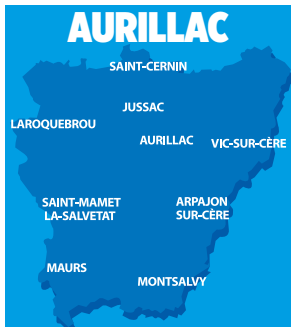 AURILLAC
SAINT-CERNIN
JUSSAC
LAROQUEBROU
AURILLAC
VIC-SUR-CÈRE
SAINT-MAMET
LA-SALVETAT
ARPAJON
SUR-CÈRE
MAURS
MONTSALVY